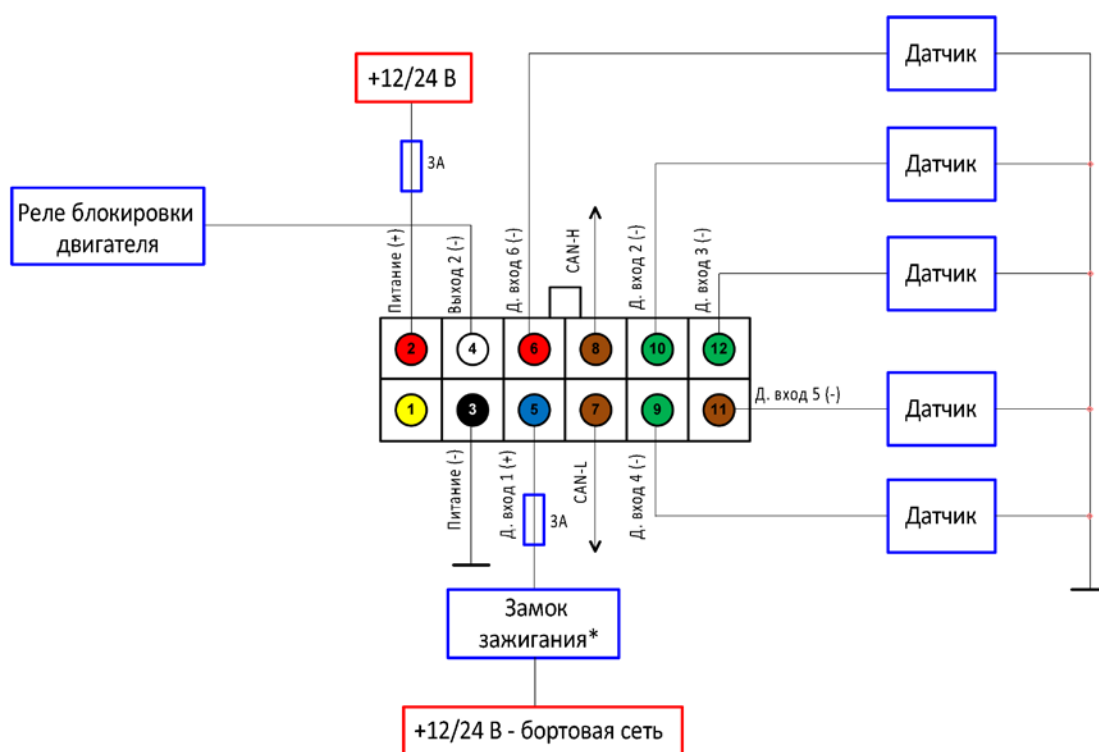 Датчик
+12/24 В
3А
Датчик
Реле блокировки
двигателя
Питание (+)
Выход 2 (-)
Д. вход 6 (-)
CAN-H
Д. вход 2 (-)
Д. вход 3 (-)
Датчик
2
4
6
8
10
12
1
3
5
7
9
11
Д. вход 5 (-)
Датчик
Питание (-)
Д. вход 1 (+)
CAN-L
Д. вход 4 (-)
3А
Датчик
Замок
зажигания*
+12/24 В - бортовая сеть